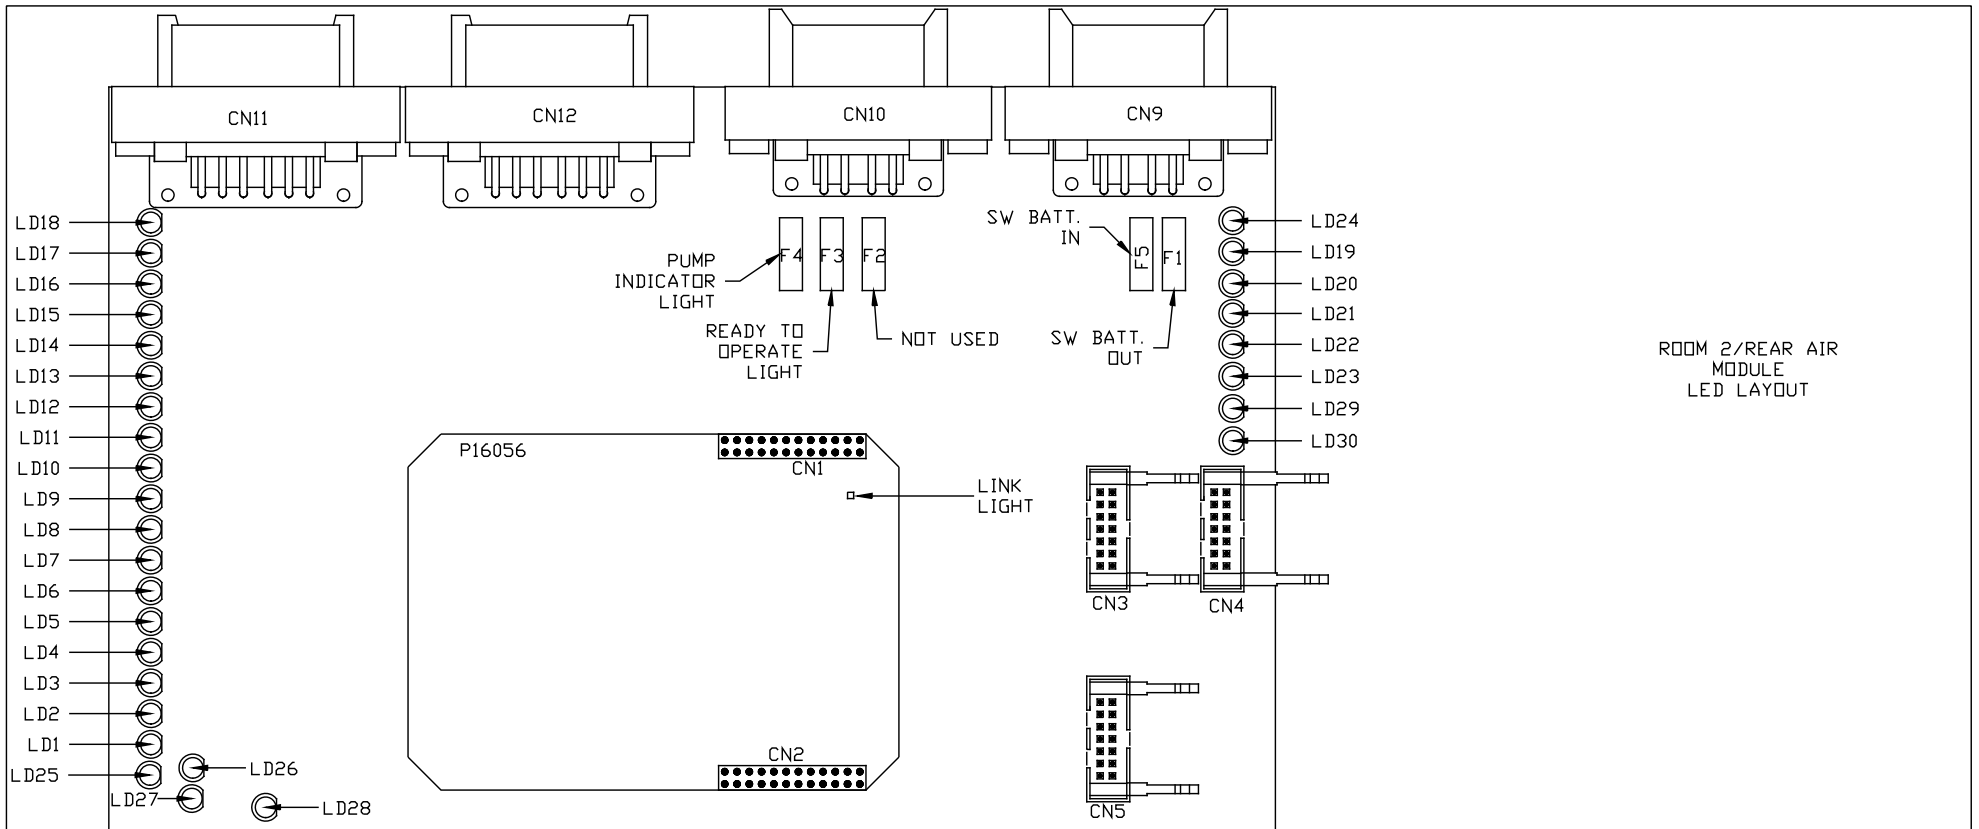 CN11
CN12
CN10
CN9
LD18
LD17
LD16
LD15
LD14
LD13
LD12
LD11
LD10
LD9
LD8
LD7
LD6
LD5
LD4
LD3
LD2
LD1
LD25
LD26
LD27
LD28
PUMP
INDICATOR
LIGHT
F4
F3
F2
READY TO
OPERATE
LIGHT
NOT USED
SW BATT.
IN
F5
F1
SW BATT.
OUT
LD24
LD19
LD20
LD21
LD22
LD23
LD29
LD30
P16056
CN1
LINK
LIGHT
CN2
CN3
CN4
CN5
ROOM 2/REAR AIR
MODULE
LED LAYOUT